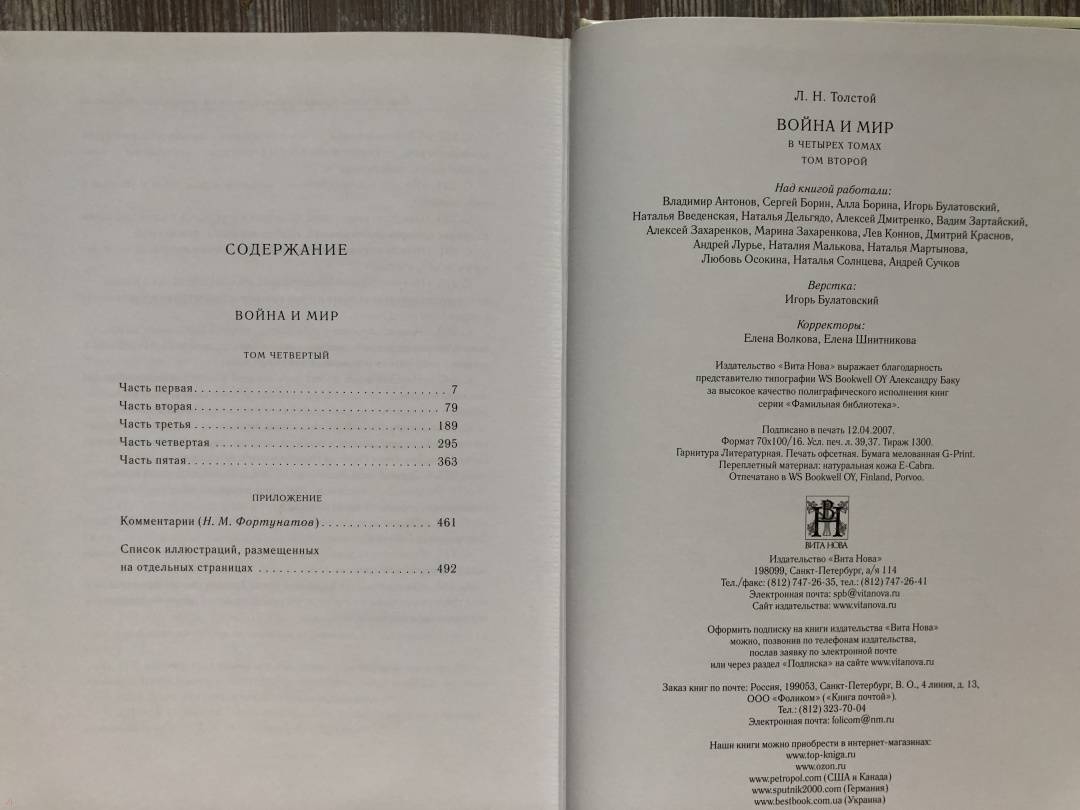 СОДЕРЖАНИЕ
ВОЙНА И МИР
ТОМ ЧЕТВЕРТЫЙ
Часть первая. . . . . . . . . . . . . . . . . . . . . . . . . . . . . . . . . . . . . . 7
Часть вторая . . . . . . . . . . . . . . . . . . . . . . . . . . . . . . . . . . . . . 79
Часть третья . . . . . . . . . . . . . . . . . . . . . . . . . . . . . . . . . . . . 189
Часть четвертая . . . . . . . . . . . . . . . . . . . . . . . . . . . . . . . . . 295
Часть пятая. . . . . . . . . . . . . . . . . . . . . . . . . . . . . . . . . . . . . 363
ПРИЛОЖЕНИЕ
Комментарии (Н. М. Фортунатов). . . . . . . . . . . . . . . . . 461
Список иллюстраций, размещенных
на отдельных страницах . . . . . . . . . . . . . . . . . . . . . . . . . . 492
Л. Н. Толстой
ВОЙНА И МИР
В ЧЕТЫРЕХ ТОМАХ
ТОМ ВТОРОЙ
Над книгой работали:
Владимир Антонов, Сергей Борин, Алла Борина, Игорь Булатовский,
Наталья Введенская, Наталья Дельгядо, Алексей Дмитренко, Вадим Зартайский,
Алексей Захаренков, Марина Захаренкова, Лев Коннов, Дмитрий Краснов,
Андрей Лурье, Наталия Малькова, Наталья Мартынова,
Любовь Осокина, Наталья Солнцева, Андрей Сучков
Верстка:
Игорь Булатовский
Корректоры:
Елена Волкова, Елена Шнитникова
Издательство «Вита Нова» выражает благодарность
представителю типографии WS Bookwell OY Александру Баку
за высокое качество полиграфического исполнения книг
серии «Фамильная библиотека».
Подписано в печать 12.04.2007.
Формат 70х100/16. Усл. печ. л. 39,37. Тираж 1300.
Гарнитура Литературная. Печать офсетная. Бумага мелованная G-Print.
Переплетный материал: натуральная кожа E-Cabra.
Отпечатано в WS Bookwell OY, Finland, Porvoo.
ВИТА НОВА
Издательство «Вита Нова»
198099, Санкт-Петербург, а/я 114
Тел./факс: (812) 747-26-35, тел.: (812) 747-26-41
Электронная почта: spb@vitanova.ru
Сайт издательства: www.vitanova.ru
Оформить подписку на книги издательства «Вита Нова»
можно, позвонив по телефонам издательства,
послав заявку по электронной почте
или через раздел «Подписка» на сайте www.vitanova.ru
Заказ книг по почте: Россия, 199053, Санкт-Петербург, В. О., 4 линия, д. 13,
ООО «Фоликом» («Книга почтой»).
Тел.: (812) 323-70-04
Электронная почта: folicom@nm.ru
Наши книги можно приобрести в интернет-магазинах:
www.top-kniga.ru
www.ozon.ru
www.petropol.com (США и Канада)
www.sputnik2000.com (Германия)
www.bestbook.com.ua (Украина)